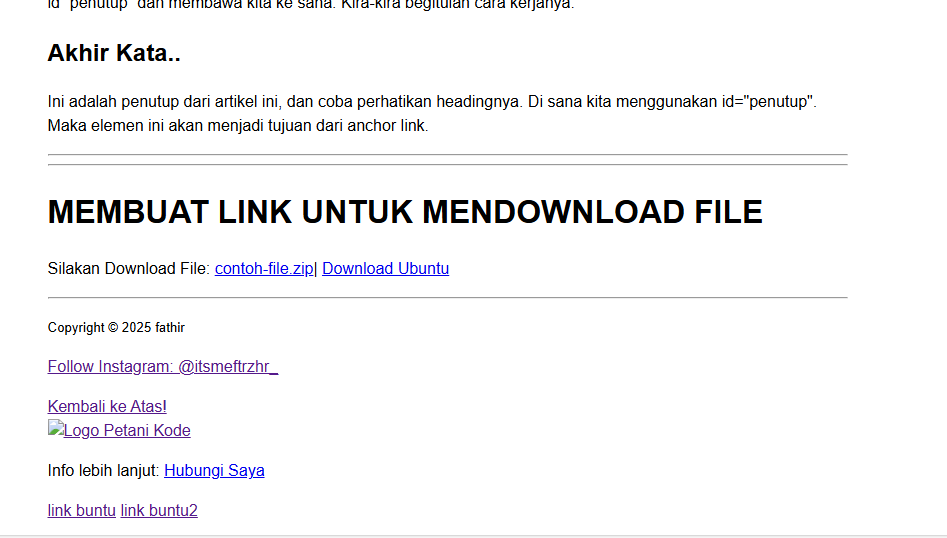 id "penutup" dan membawa kita ke sana. Kira-kira begitulah cara kerjanya.
Akhir Kata..
Ini adalah penutup dari artikel ini, dan coba perhatikan headingnya. Di sana kita menggunakan id="penutup".
Maka elemen ini akan menjadi tujuan dari anchor link.
MEMBUAT LINK UNTUK MENDOWNLOAD FILE
Silakan Download File: contoh-file.zip| Download Ubuntu
Copyright © 2025 fathir
Follow Instagram: @itsmeftrzhr_
Kembali ke Atas!
Logo Petani Kode
Info lebih lanjut: Hubungi Saya
link buntu link buntu2